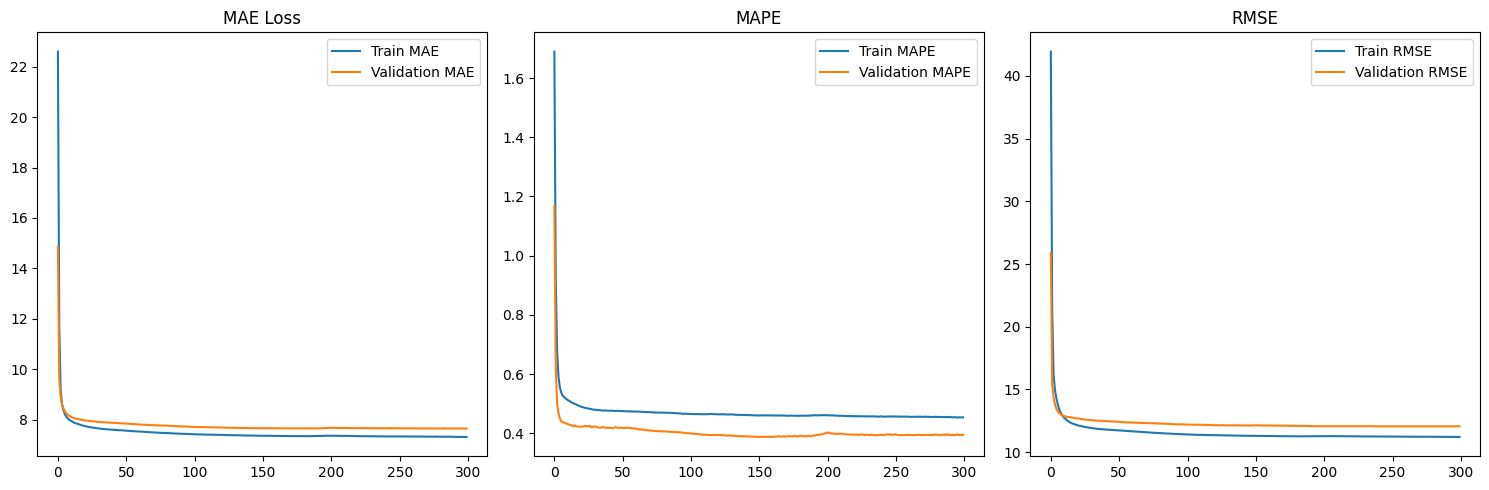 MAE Loss
Train MAE
Validation MAE
22
20
18
16
14
12
10
8
0 50 100 150 200 250 300
MAPE
Train MAPE
Validation MAPE
1.6
1.4
1.2
1.0
0.8
0.6
0.4
0 50 100 150 200 250 300
RMSE
Train RMSE
Validation RMSE
40
35
30
25
20
15
10
0 50 100 150 200 250 300